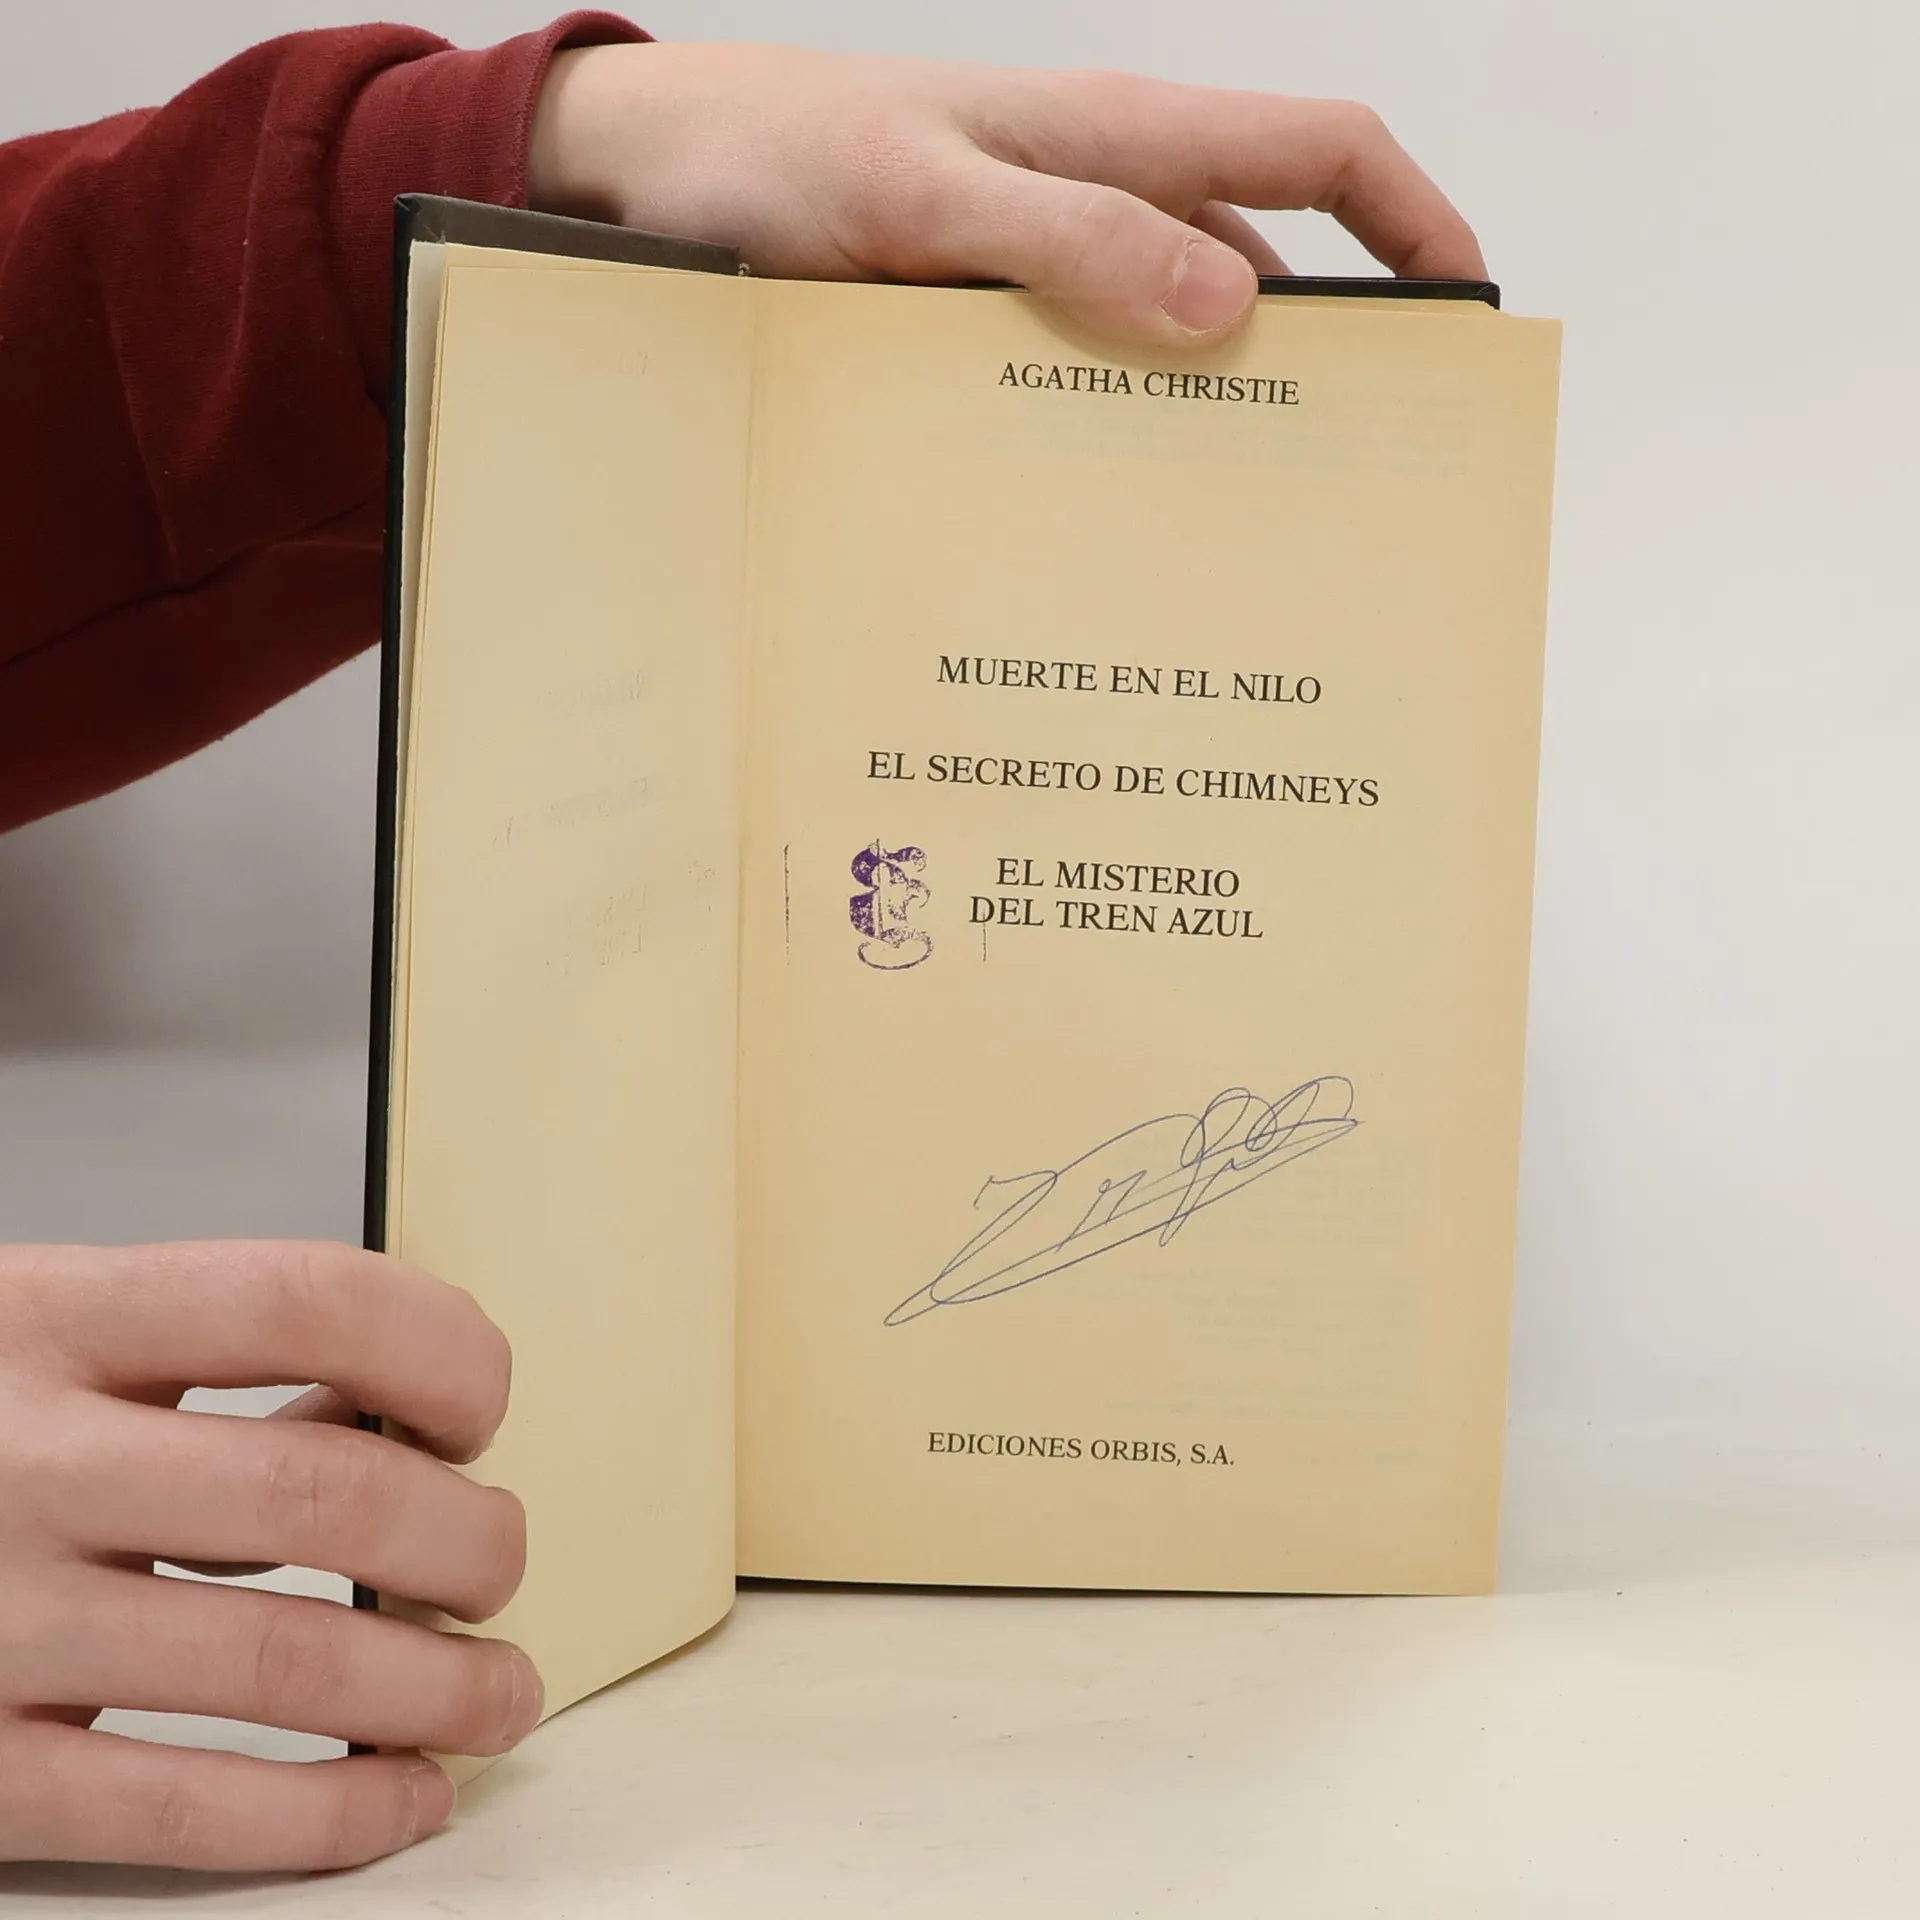 AGATHA CHRISTIE
MUERTE EN EL NILO
EL SECRETO DE CHIMNEYS
EL MISTERIO
DEL TREN AZUL
EDICIONES ORBIS, S.A.